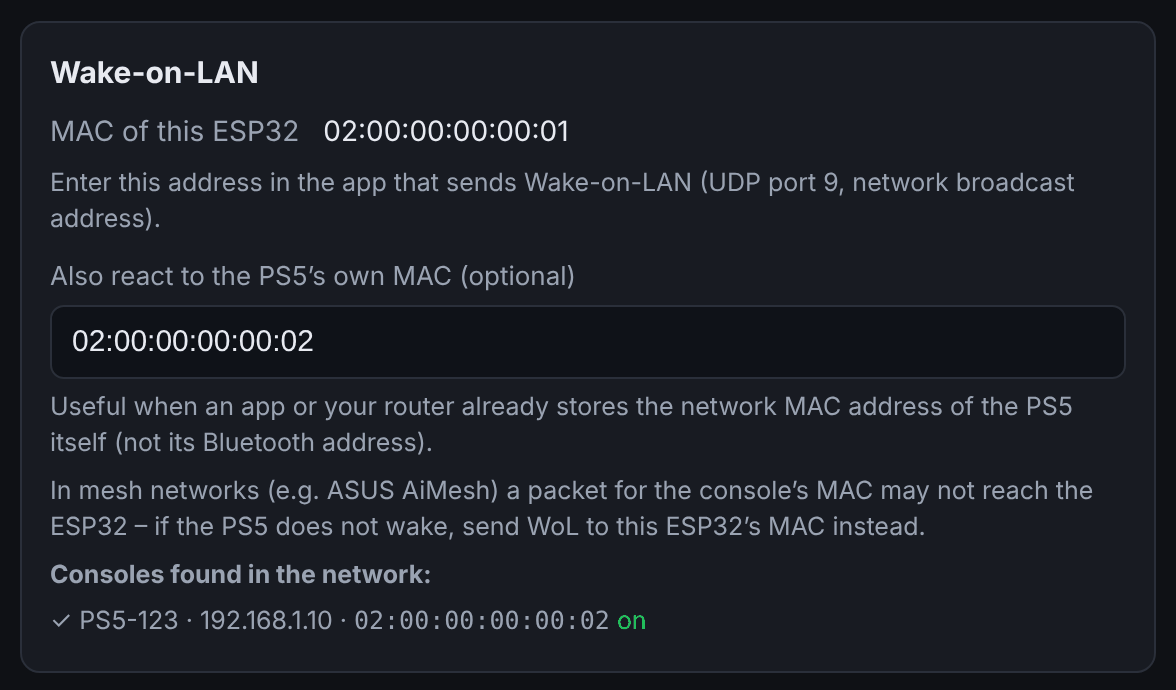 Wake-on-LAN
MAC of this ESP32 02:00:00:00:00:01
Enter this address in the app that sends Wake-on-LAN (UDP port 9, network broadcast
address).
Also react to the PS5’s own MAC (optional)
02:00:00:00:00:02
Useful when an app or your router already stores the network MAC address of the PS5
itself (not its Bluetooth address).
In mesh networks (e.g. ASUS AiMesh) a packet for the console’s MAC may not reach the
ESP32 – if the PS5 does not wake, send WoL to this ESP32’s MAC instead.
Consoles found in the network:
✓ PS5-123 · 192.168.1.10 · 02:00:00:00:00:02 on